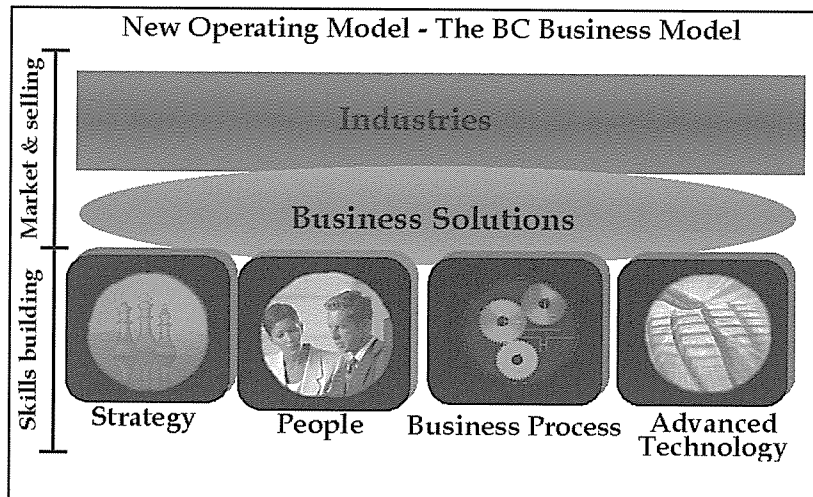 New Operating Model - The BC Business Model
Market & selling
Industries
Business Solutions
Skills building
Strategy
People
Business Process
Advanced
Technology